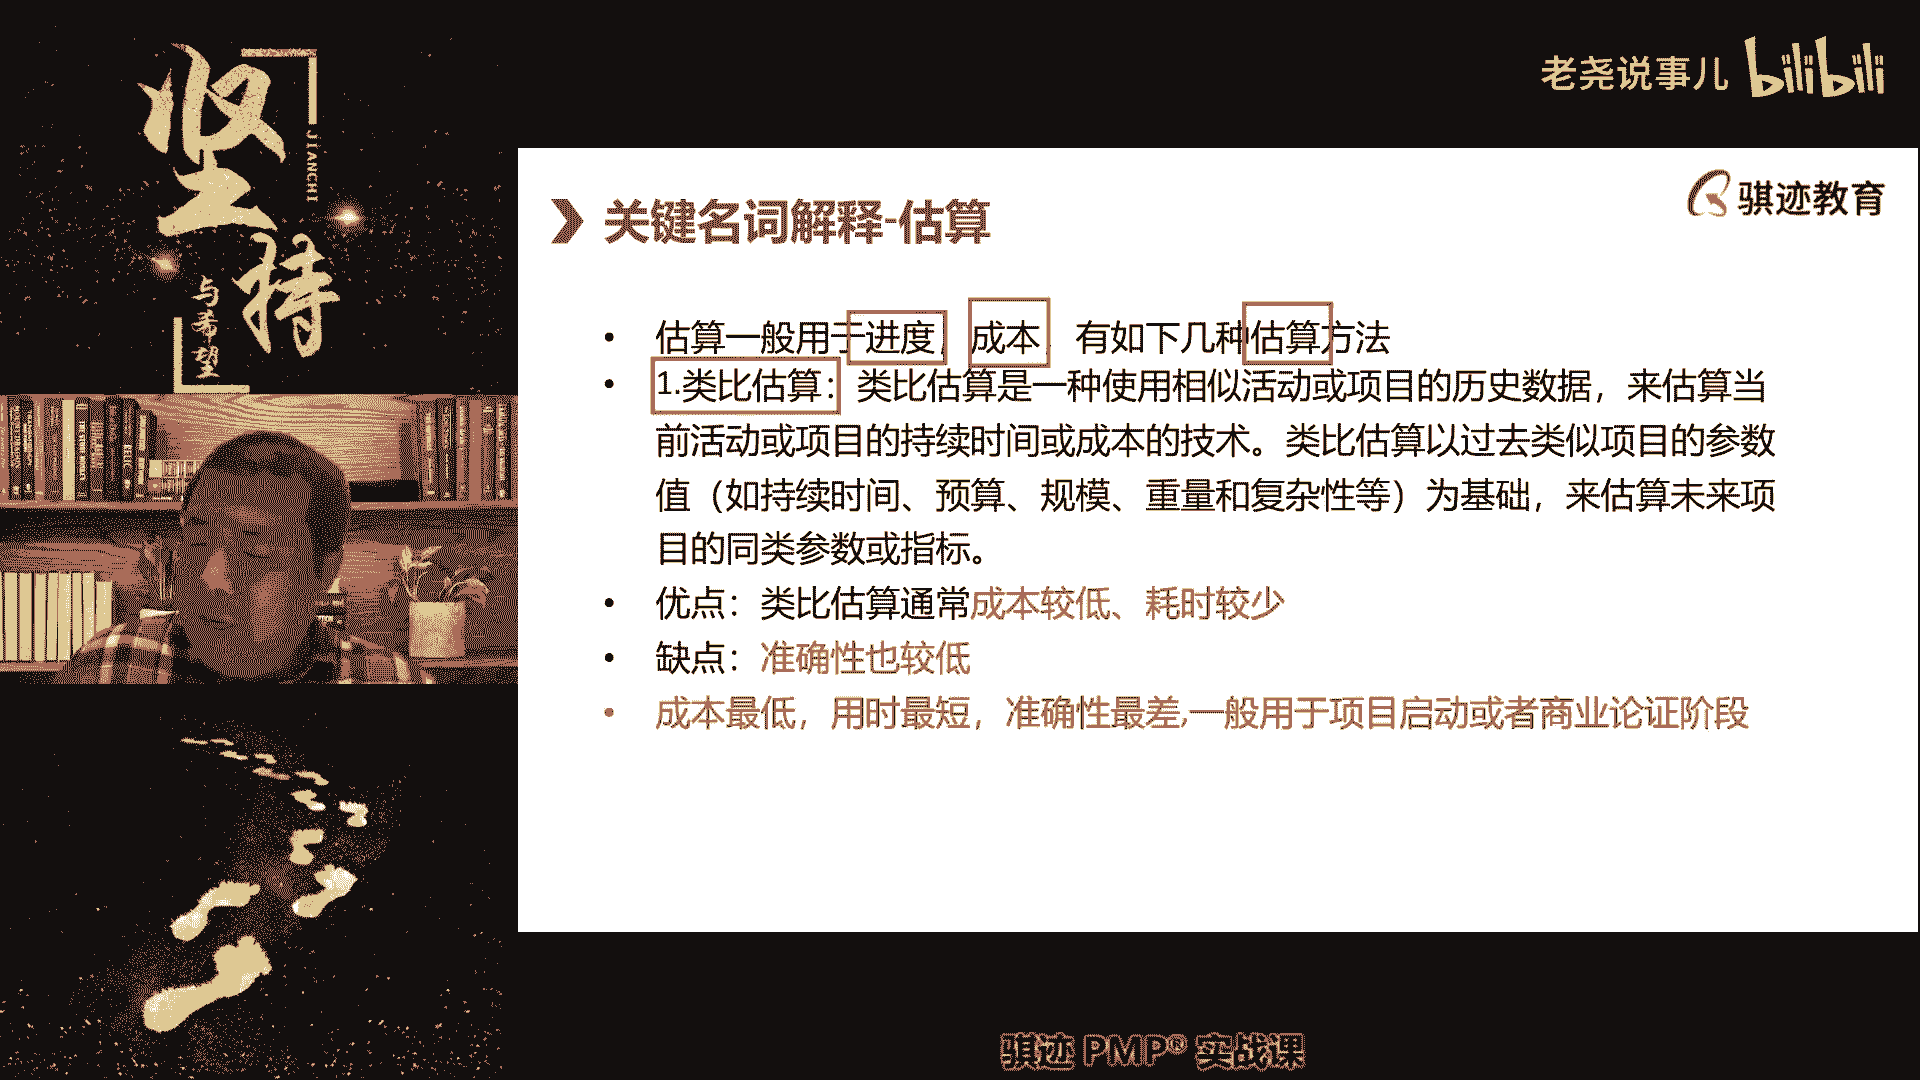 坚持
JIANCHI
与希望
老尧说事儿 bilibili
骐迹教育
关键名词解释-估算
• 估算一般用于进度，成本，有如下几种估算方法
• 1.类比估算：类比估算是一种使用相似活动或项目的历史数据，来估算当
前活动或项目的持续时间或成本的技术。类比估算以过去类似项目的参数
值（如持续时间、预算、规模、重量和复杂性等）为基础，来估算未来项
目的同类参数或指标。
• 优点：类比估算通常成本较低、耗时较少
• 缺点：准确性也较低
• 成本最低，用时最短，准确性最差,一般用于项目启动或者商业论证阶段
骐迹 PMP® 实战课